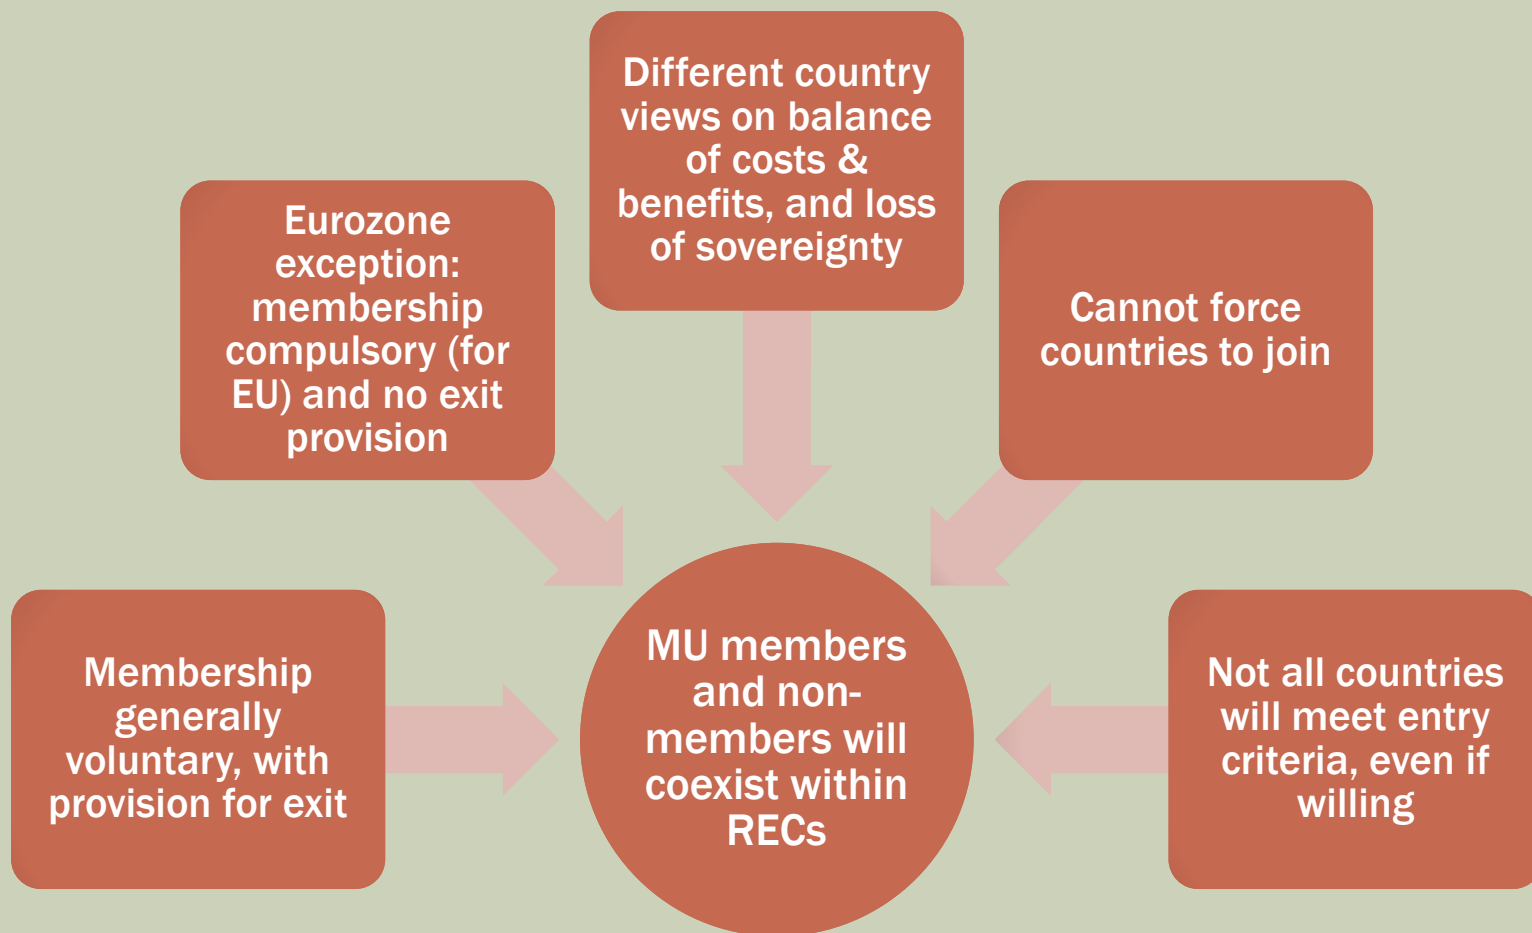 Different country
views on balance
of costs &
benefits, and loss
of sovereignty
Eurozone
exception:
membership
compulsory (for
EU) and no exit
provision
Cannot force
countries to join
Membership
generally
voluntary, with
provision for exit
MU members
and non-
members will
coexist within
RECs
Not all countries
will meet entry
criteria, even if
willing